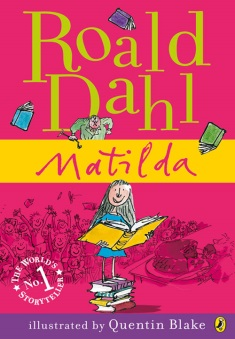 Roald
Dahl
Matilda
THE WORLD'S
No.1
STORYTELLER
illustrated by Quentin Blake